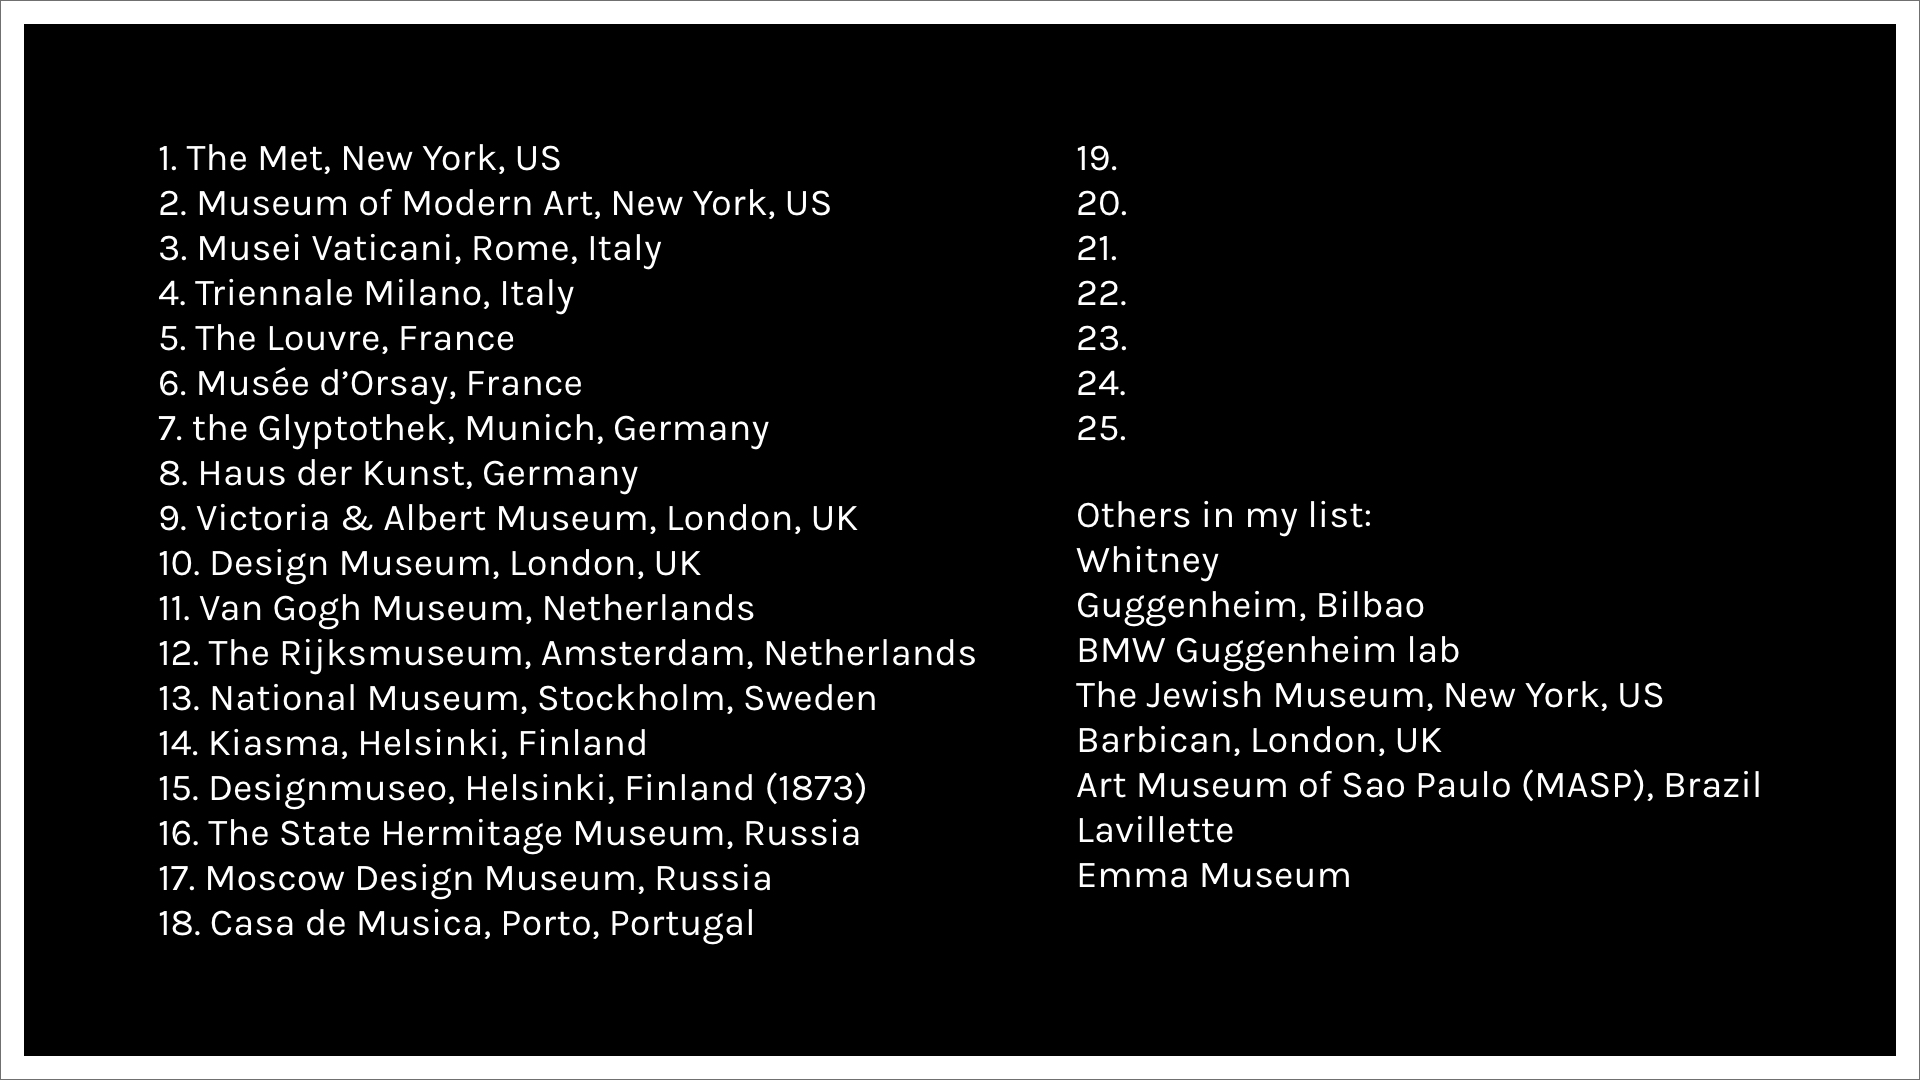 1. The Met, New York, US
2. Museum of Modern Art, New York, US
3. Musei Vaticani, Rome, Italy
4. Triennale Milano, Italy
5. The Louvre, France
6. Musée d’Orsay, France
7. the Glyptothek, Munich, Germany
8. Haus der Kunst, Germany
9. Victoria & Albert Museum, London, UK
10. Design Museum, London, UK
11. Van Gogh Museum, Netherlands
12. The Rijksmuseum, Amsterdam, Netherlands
13. National Museum, Stockholm, Sweden
14. Kiasma, Helsinki, Finland
15. Designmuseo, Helsinki, Finland (1873)
16. The State Hermitage Museum, Russia
17. Moscow Design Museum, Russia
18. Casa de Musica, Porto, Portugal
19.
20.
21.
22.
23.
24.
25.
Others in my list:
Whitney
Guggenheim, Bilbao
BMW Guggenheim lab
The Jewish Museum, New York, US
Barbican, London, UK
Art Museum of Sao Paulo (MASP), Brazil
Lavillette
Emma Museum